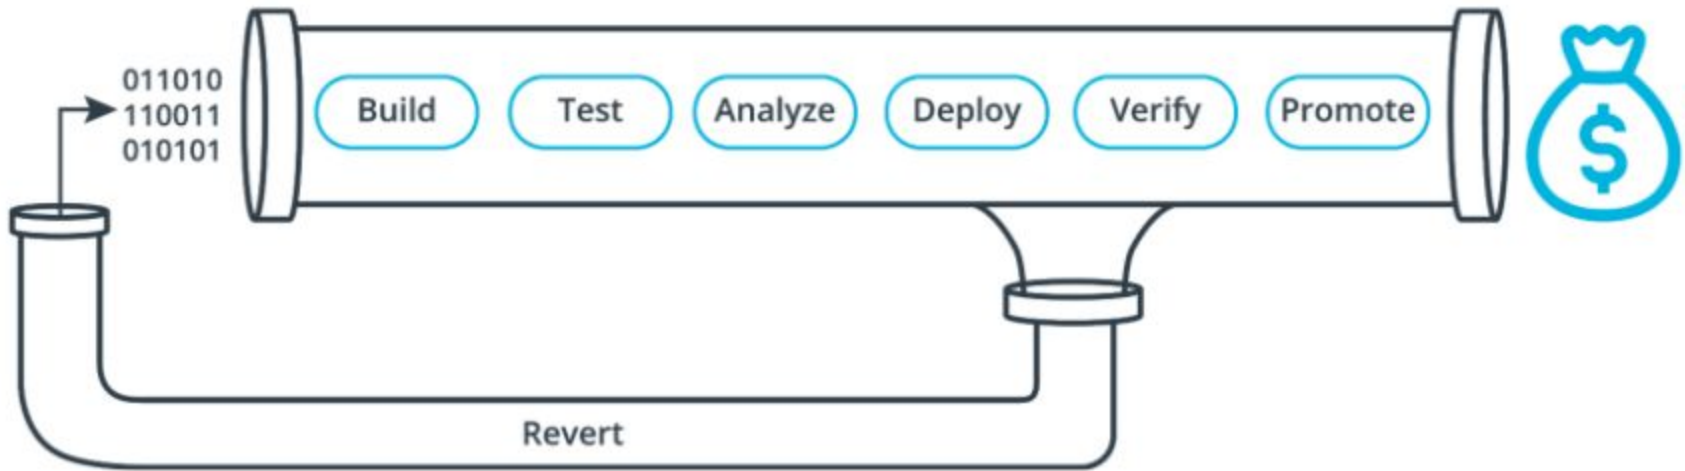 011010
110011
010101
Build Test Analyze Deploy Verify Promote
$
Revert